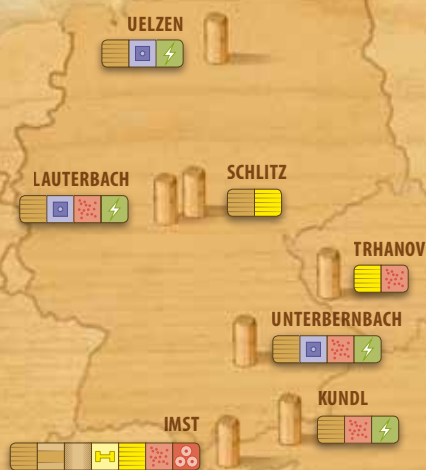 UELZEN
LAUTERBACH
SCHLITZ
TRHANOV
UNTERBERNBACH
KUNDL
IMST